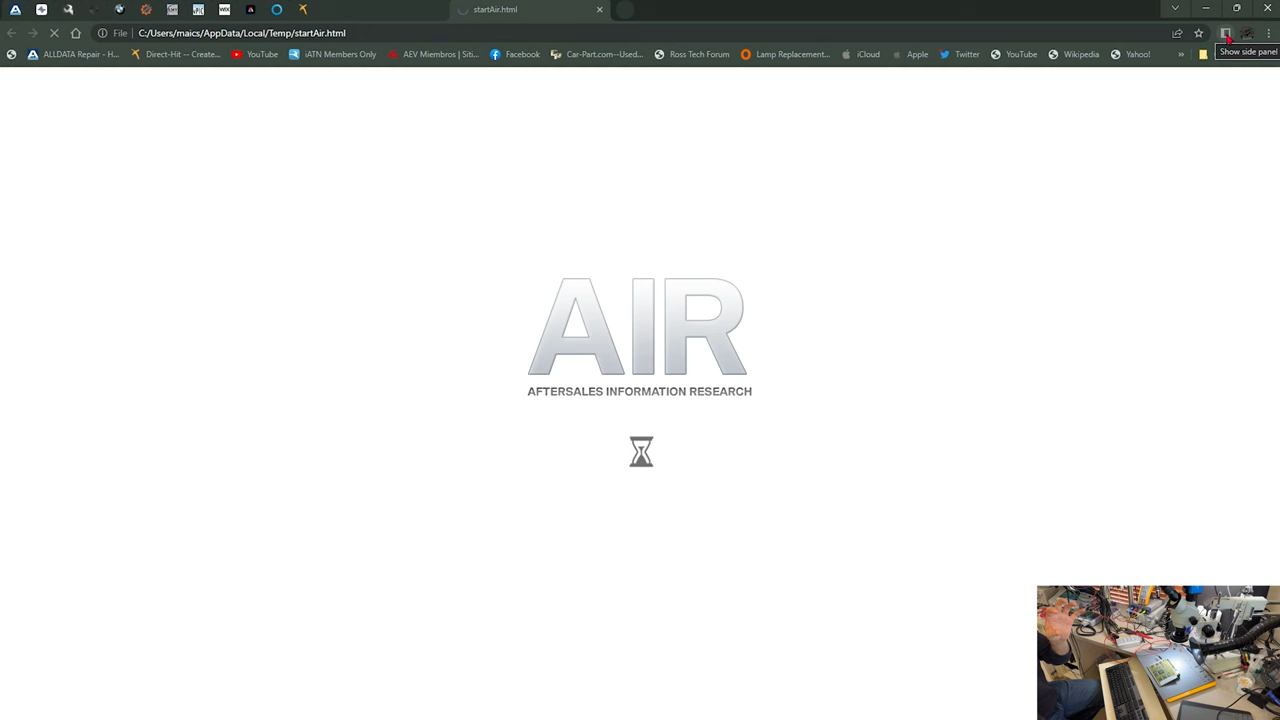 startAir.html
File C:/Users/maics/AppData/Local/Temp/startAir.html
Show side panel
ALLDATA Repair - H... Direct-Hit -- Create... YouTube iATN Members Only AEV Miembros | Siti... Facebook Car-Part.com--Used... Ross Tech Forum Lamp Replacement... iCloud Apple Twitter YouTube Wikipedia Yahoo! »
AIR
AFTERSALES INFORMATION RESEARCH